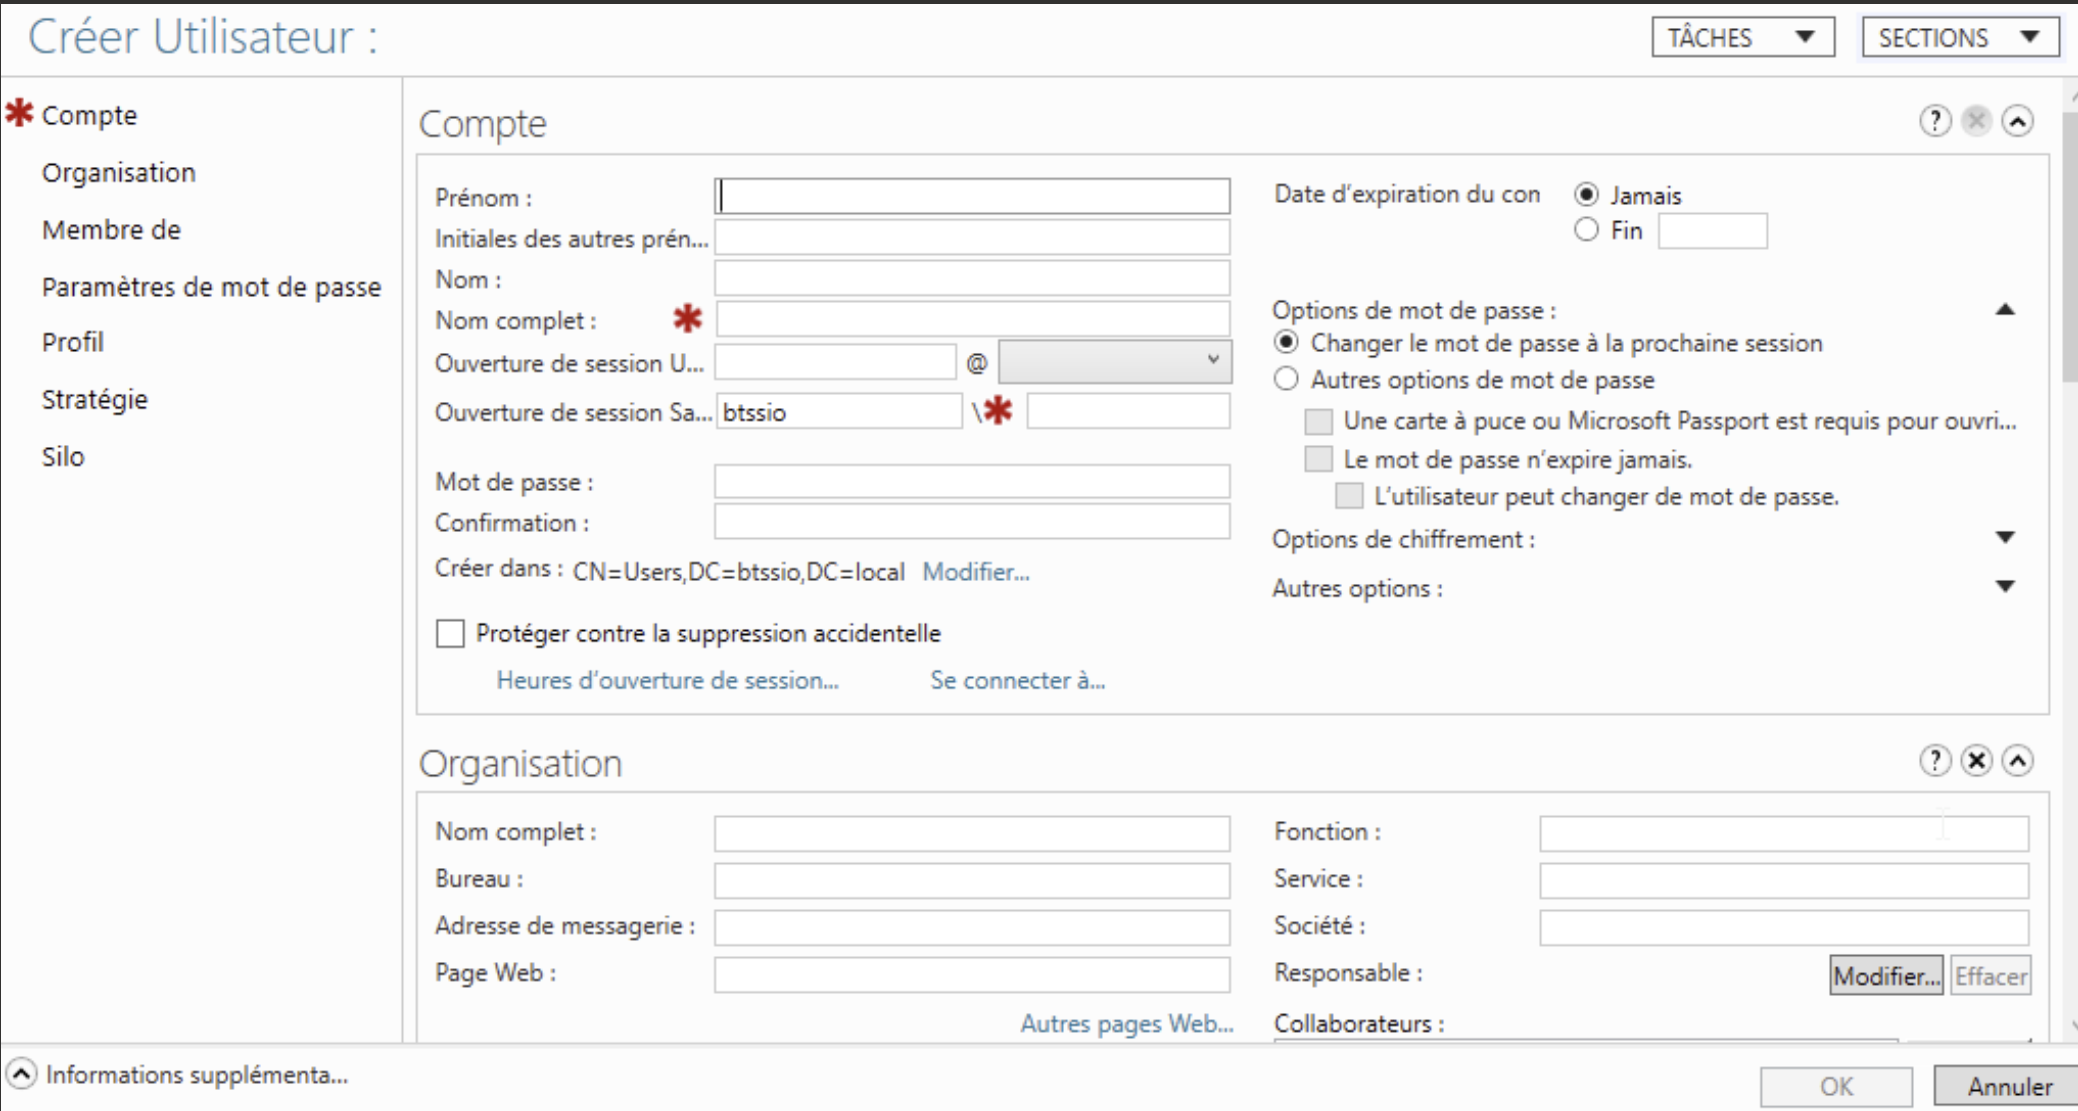 Créer Utilisateur :
TÂCHES
SECTIONS
Compte
Organisation
Membre de
Paramètres de mot de passe
Profil
Stratégie
Silo
Compte
Prénom :
Initiales des autres prén...
Nom :
Nom complet :
Ouverture de session U... @
Ouverture de session Sa... btssio \
Mot de passe :
Confirmation :
Créer dans : CN=Users,DC=btssio,DC=local Modifier...
Protéger contre la suppression accidentelle
Heures d'ouverture de session... Se connecter à...
Date d'expiration du con
Jamais
Fin
Options de mot de passe :
Changer le mot de passe à la prochaine session
Autres options de mot de passe
Une carte à puce ou Microsoft Passport est requis pour ouvri...
Le mot de passe n'expire jamais.
L'utilisateur peut changer de mot de passe.
Options de chiffrement :
Autres options :
Organisation
Nom complet :
Bureau :
Adresse de messagerie :
Page Web :
Autres pages Web...
Fonction :
Service :
Société :
Responsable : Modifier... Effacer
Collaborateurs :
Informations supplémenta...
OK Annuler